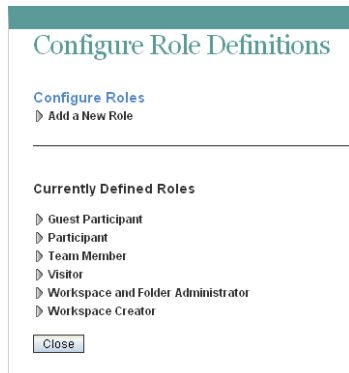 Configure Role Definitions
Configure Roles
Add a New Role
Currently Defined Roles
Guest Participant
Participant
Team Member
Visitor
Workspace and Folder Administrator
Workspace Creator
Close